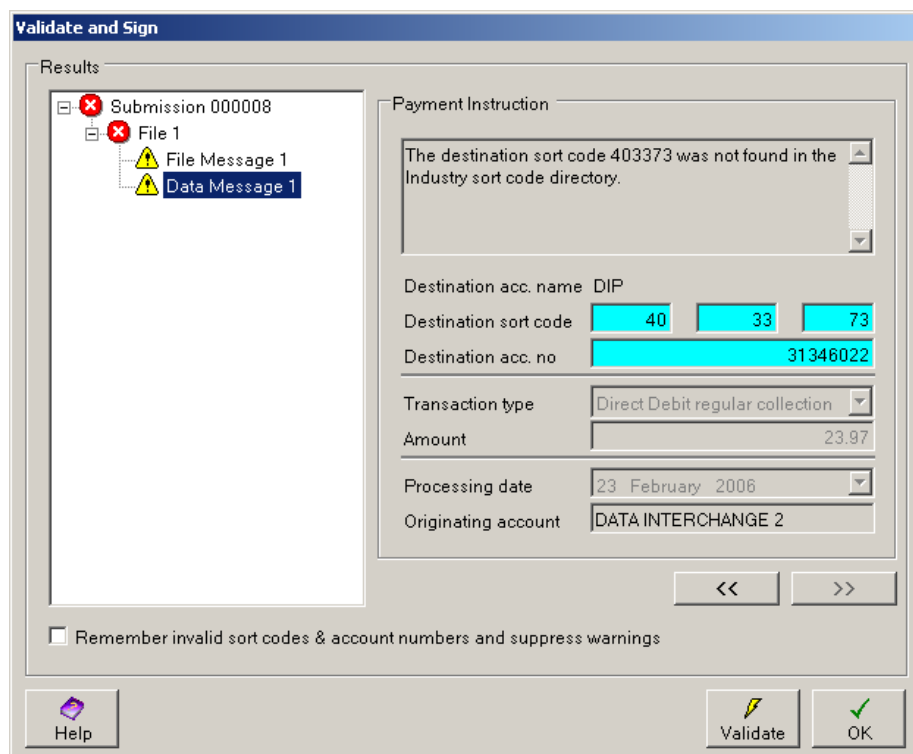 Validate and Sign
Results
Submission 000008
File 1
File Message 1
Data Message 1
Payment Instruction
The destination sort code 403373 was not found in the
Industry sort code directory.
Destination acc. name DIP
Destination sort code 40 33 73
Destination acc. no 31346022
Transaction type Direct Debit regular collection
Amount 23.97
Processing date 23 February 2006
Originating account DATA INTERCHANGE 2
<< >>
Remember invalid sort codes & account numbers and suppress warnings
Help Validate OK